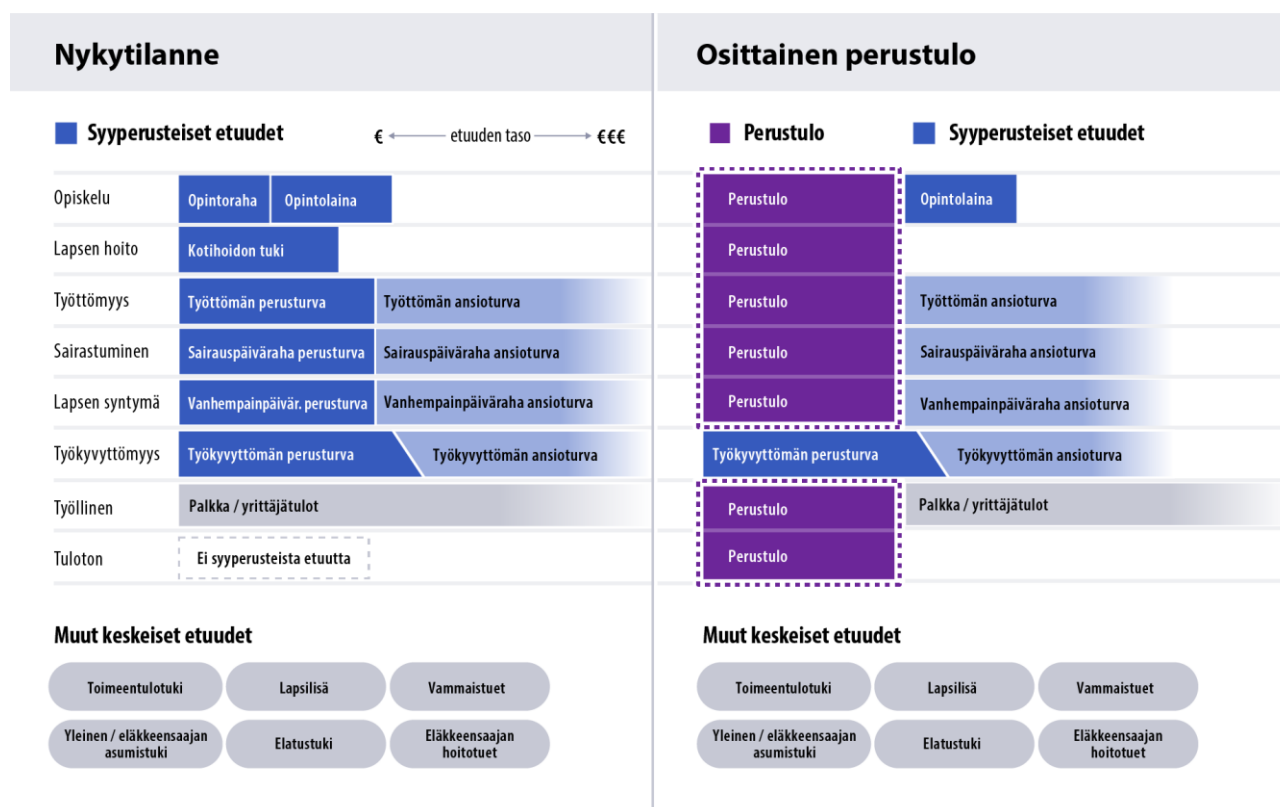 Nykytilanne
Syyperusteiset etuudet
€ etuuden taso €€€
Opiskelu Opintoraha Opintolaina
Lapsen hoito Kotihoidon tuki
Työttömyys Työttömän perusturva Työttömän ansioturva
Sairastuminen Sairauspäiväraha perusturva Sairauspäiväraha ansioturva
Lapsen syntymä Vanhempainpäivär. perusturva Vanhempainpäiväraha ansioturva
Työkyvyttömyys Työkyvyttömän perusturva Työkyvyttömän ansioturva
Työllinen Palkka / yrittäjätulot
Tuloton Ei syyperusteista etuutta
Muut keskeiset etuudet
Toimeentulotuki Lapsilisä Vammaistuet
Yleinen / eläkkeensaajan
asumistuki
Elatustuki
Eläkkeensaajan
hoitotuet
Osittainen perustulo
Perustulo Syyperusteiset etuudet
Perustulo Opintolaina
Perustulo
Perustulo Työttömän ansioturva
Perustulo Sairauspäiväraha ansioturva
Perustulo Vanhempainpäiväraha ansioturva
Työkyvyttömän perusturva Työkyvyttömän ansioturva
Perustulo Palkka / yrittäjätulot
Perustulo
Muut keskeiset etuudet
Toimeentulotuki Lapsilisä Vammaistuet
Yleinen / eläkkeensaajan
asumistuki
Elatustuki
Eläkkeensaajan
hoitotuet